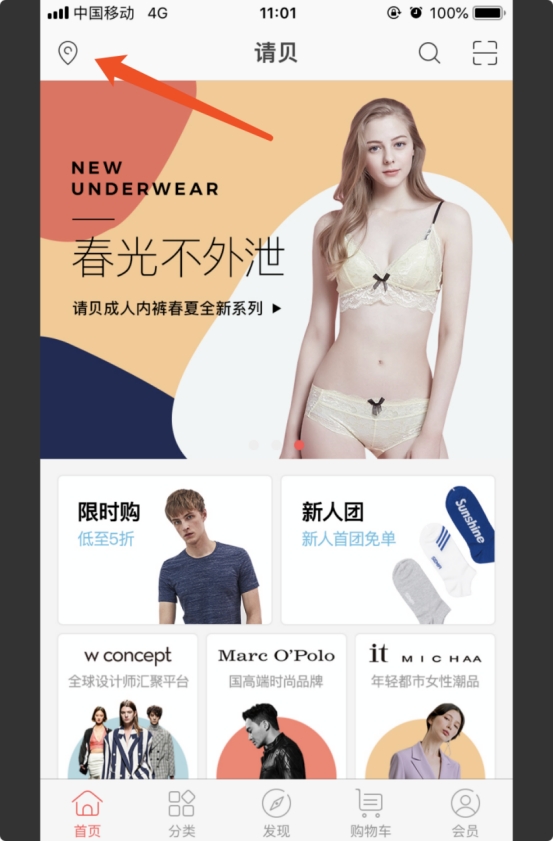 中国移动 4G 11:01 100%
请贝
NEW
UNDERWEAR
春光不外泄
请贝成人内裤春夏全新系列
限时购
低至5折
新人团
新人首团免单
Sunshine
w concept
全球设计师汇聚平台
Marc O'Polo
国高端时尚品牌
it MICHAA
年轻都市女性潮品
首页 分类 发现 购物车 会员